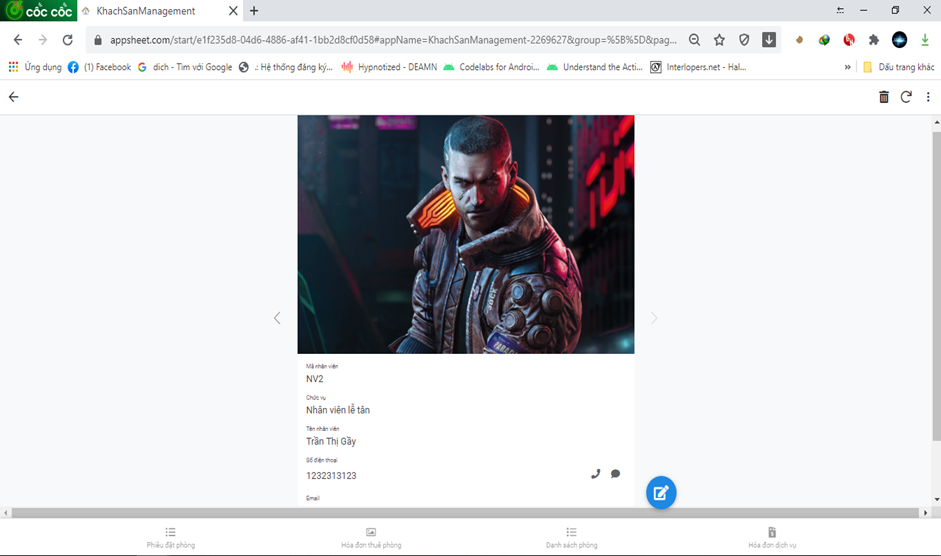 CỐC CỐC
KhachSanManagement
appsheet.com/start/e1f235d8-04d6-4886-af41-1bb2d8cf0d58#appName=KhachSanManagement-2269627&group=%5B%5D&pag...
Ứng dụng
(1) Facebook
dich - Tìm với Google
.: Hệ thống đăng ký...
Hypnotized - DEAMN
Codelabs for Androi...
Understand the Acti...
Interlopers.net - Hal...
»
Dấu trang khác
Mã nhân viên
NV2
Chức vụ
Nhân viên lễ tân
Tên nhân viên
Trần Thị Gầy
Số điện thoại
1232313123
Email
Phiếu đặt phòng
Hóa đơn thuê phòng
Danh sách phòng
Hóa đơn dịch vụ